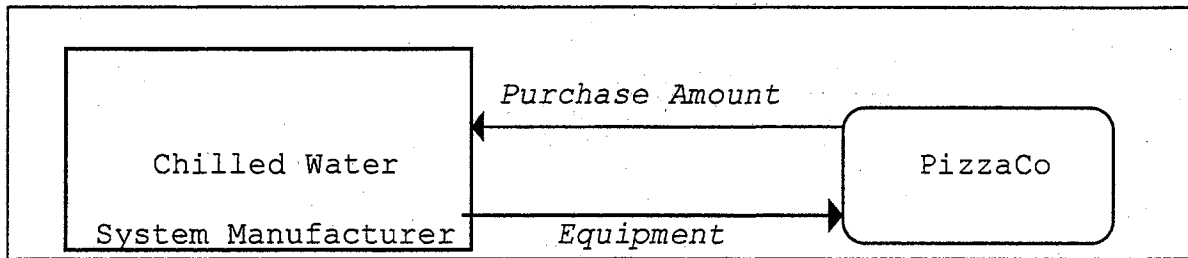 Purchase Amount
Chilled Water
PizzaCo
System Manufacturer
Equipment